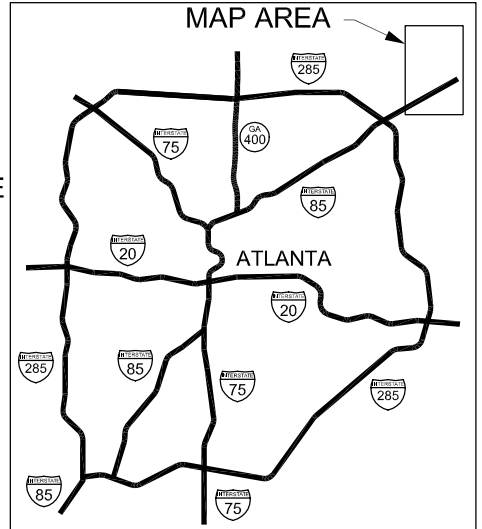 MAP AREA
INTERSTATE
285
GA
400
INTERSTATE
75
INTERSTATE
85
INTERSTATE
20
ATLANTA
INTERSTATE
20
INTERSTATE
285
INTERSTATE
85
INTERSTATE
75
INTERSTATE
285
INTERSTATE
85
INTERSTATE
75